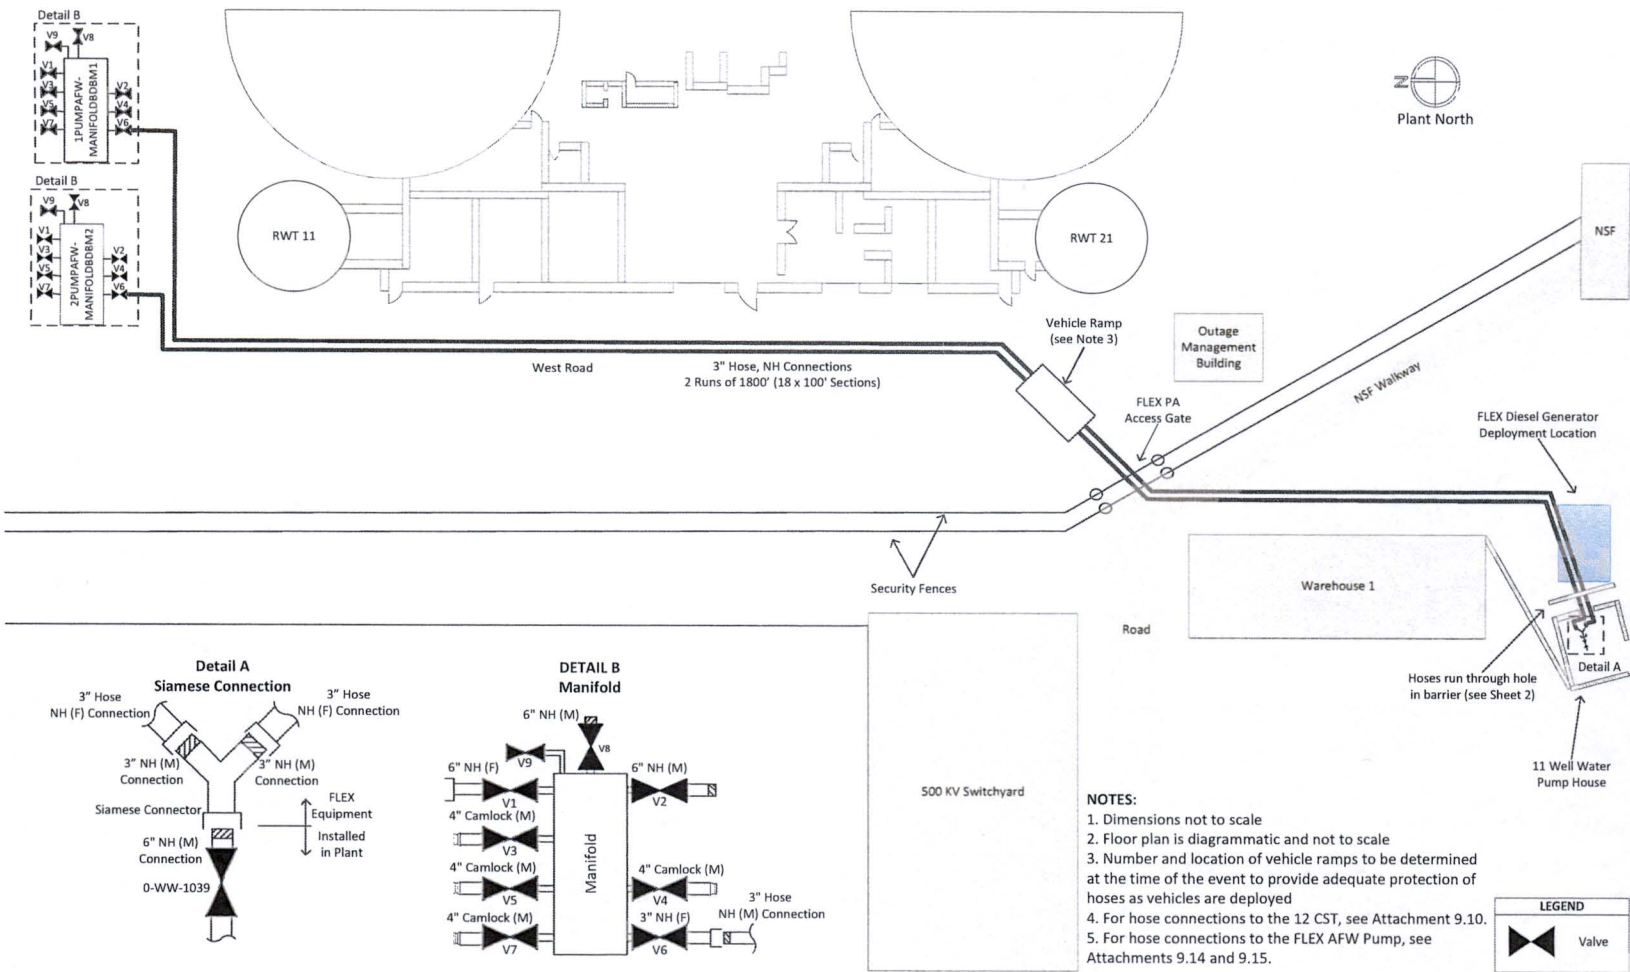 Detail B
V9
V8
V1
V3
V5
V7
V2
V4
V6
1PUMPAFW-
MANIFOLDBDBM1
Detail B
V9
V8
V1
V3
V5
V7
V2
V4
V6
2PUMPAFW-
MANIFOLDBDBM2
RWT 11
RWT 21
N
Plant North
NSF
Vehicle Ramp
(see Note 3)
Outage
Management
Building
West Road
3" Hose, NH Connections
2 Runs of 1800' (18 x 100' Sections)
FLEX PA
Access Gate
NSF Walkway
FLEX Diesel Generator
Deployment Location
Security Fences
Warehouse 1
Road
Hoses run through hole
in barrier (see Sheet 2)
Detail A
11 Well Water
Pump House
500 KV Switchyard
Detail A
Siamese Connection
3" Hose
NH (F) Connection
3" Hose
NH (F) Connection
3" NH (M)
Connection
3" NH (M)
Connection
Siamese Connector
FLEX
Equipment
Installed
in Plant
6" NH (M)
Connection
0-WW-1039
DETAIL B
Manifold
6" NH (M)
V8
V9
6" NH (F)
V1
6" NH (M)
V2
4" Camlock (M)
V3
4" Camlock (M)
V5
4" Camlock (M)
V4
4" Camlock (M)
V7
3" NH (F)
V6
3" Hose
NH (M) Connection
Manifold
NOTES:
1. Dimensions not to scale
2. Floor plan is diagrammatic and not to scale
3. Number and location of vehicle ramps to be determined
at the time of the event to provide adequate protection of
hoses as vehicles are deployed
4. For hose connections to the 12 CST, see Attachment 9.10.
5. For hose connections to the FLEX AFW Pump, see
Attachments 9.14 and 9.15.
LEGEND
Valve